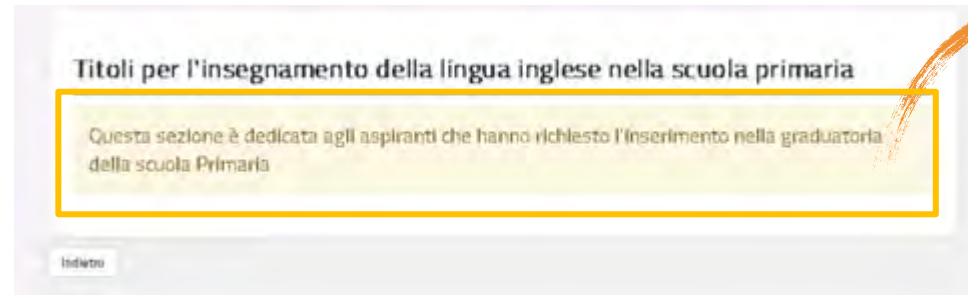 Titoli per l'insegnamento della lingua inglese nella scuola primaria
Questa sezione è dedicata agli aspiranti che hanno richiesto l'inserimento nella graduatoria
della scuola Primaria
Indietro